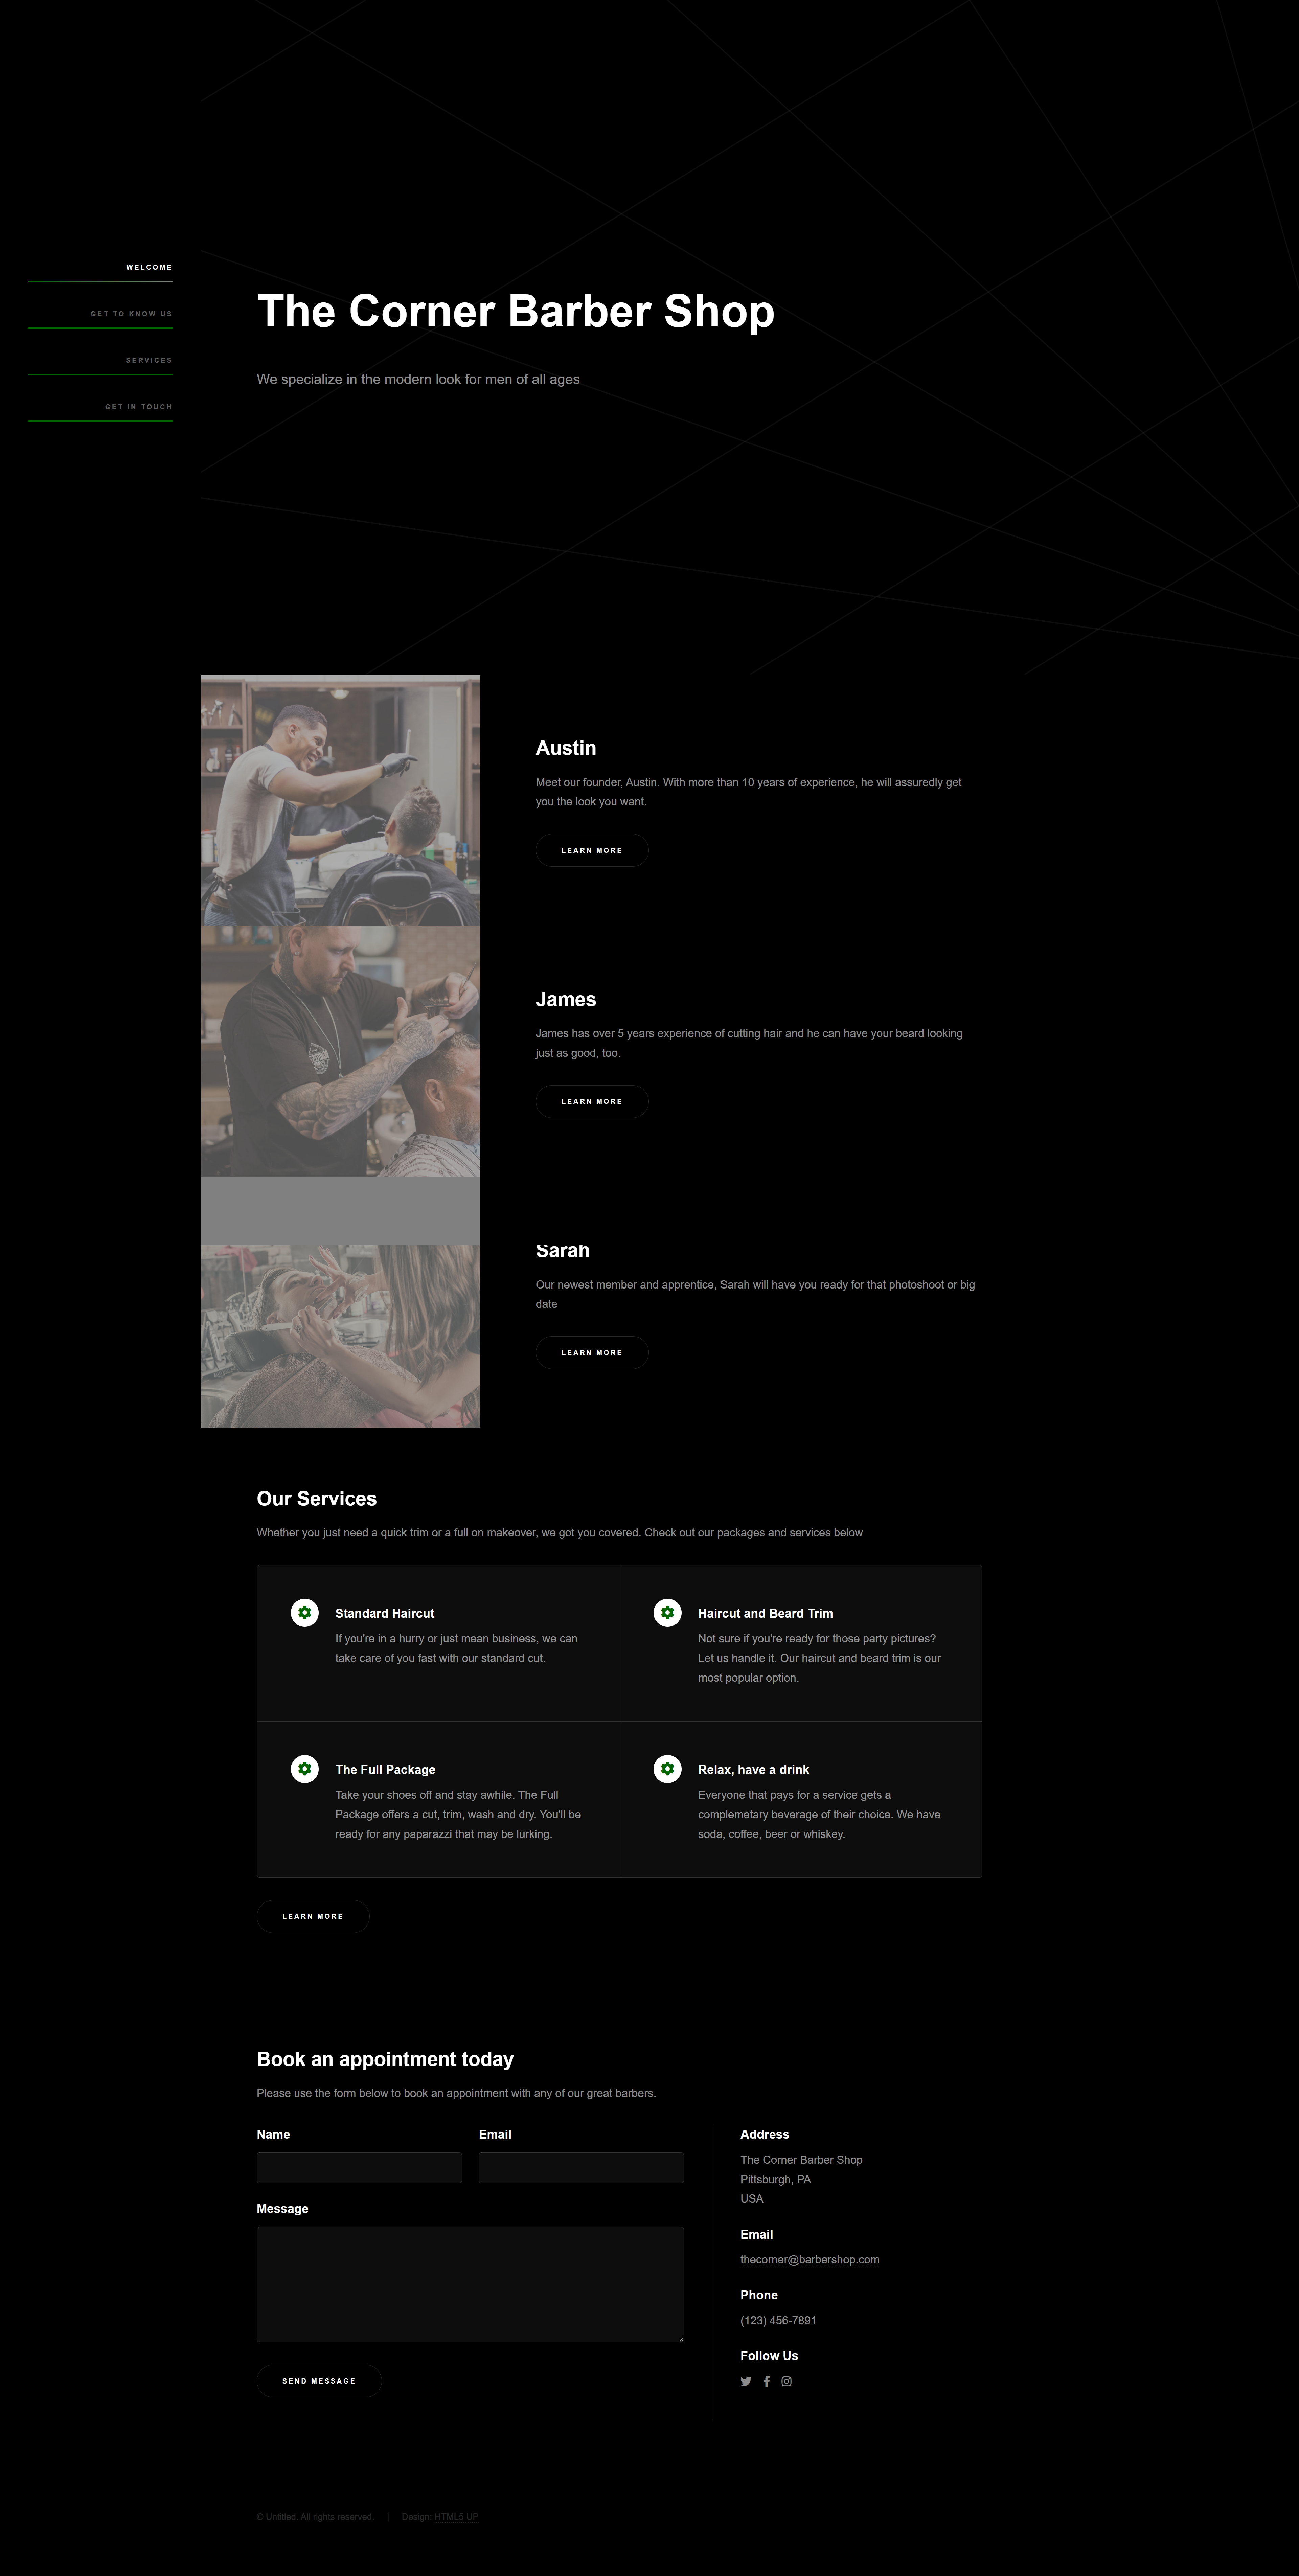 WELCOME
GET TO KNOW US
SERVICES
GET IN TOUCH
The Corner Barber Shop
We specialize in the modern look for men of all ages
Austin
Meet our founder, Austin. With more than 10 years of experience, he will assuredly get
you the look you want.
LEARN MORE
James
James has over 5 years experience of cutting hair and he can have your beard looking
just as good, too.
LEARN MORE
Sarah
Our newest member and apprentice, Sarah will have you ready for that photoshoot or big
date
LEARN MORE
Our Services
Whether you just need a quick trim or a full on makeover, we got you covered. Check out our packages and services below
Standard Haircut
If you're in a hurry or just mean business, we can
take care of you fast with our standard cut.
Haircut and Beard Trim
Not sure if you're ready for those party pictures?
Let us handle it. Our haircut and beard trim is our
most popular option.
The Full Package
Take your shoes off and stay awhile. The Full
Package offers a cut, trim, wash and dry. You'll be
ready for any paparazzi that may be lurking.
Relax, have a drink
Everyone that pays for a service gets a
complemetary beverage of their choice. We have
soda, coffee, beer or whiskey.
LEARN MORE
Book an appointment today
Please use the form below to book an appointment with any of our great barbers.
Name
Email
Message
SEND MESSAGE
Address
The Corner Barber Shop
Pittsburgh, PA
USA
Email
thecorner@barbershop.com
Phone
(123) 456-7891
Follow Us
© Untitled. All rights reserved.
Design: HTML5 UP